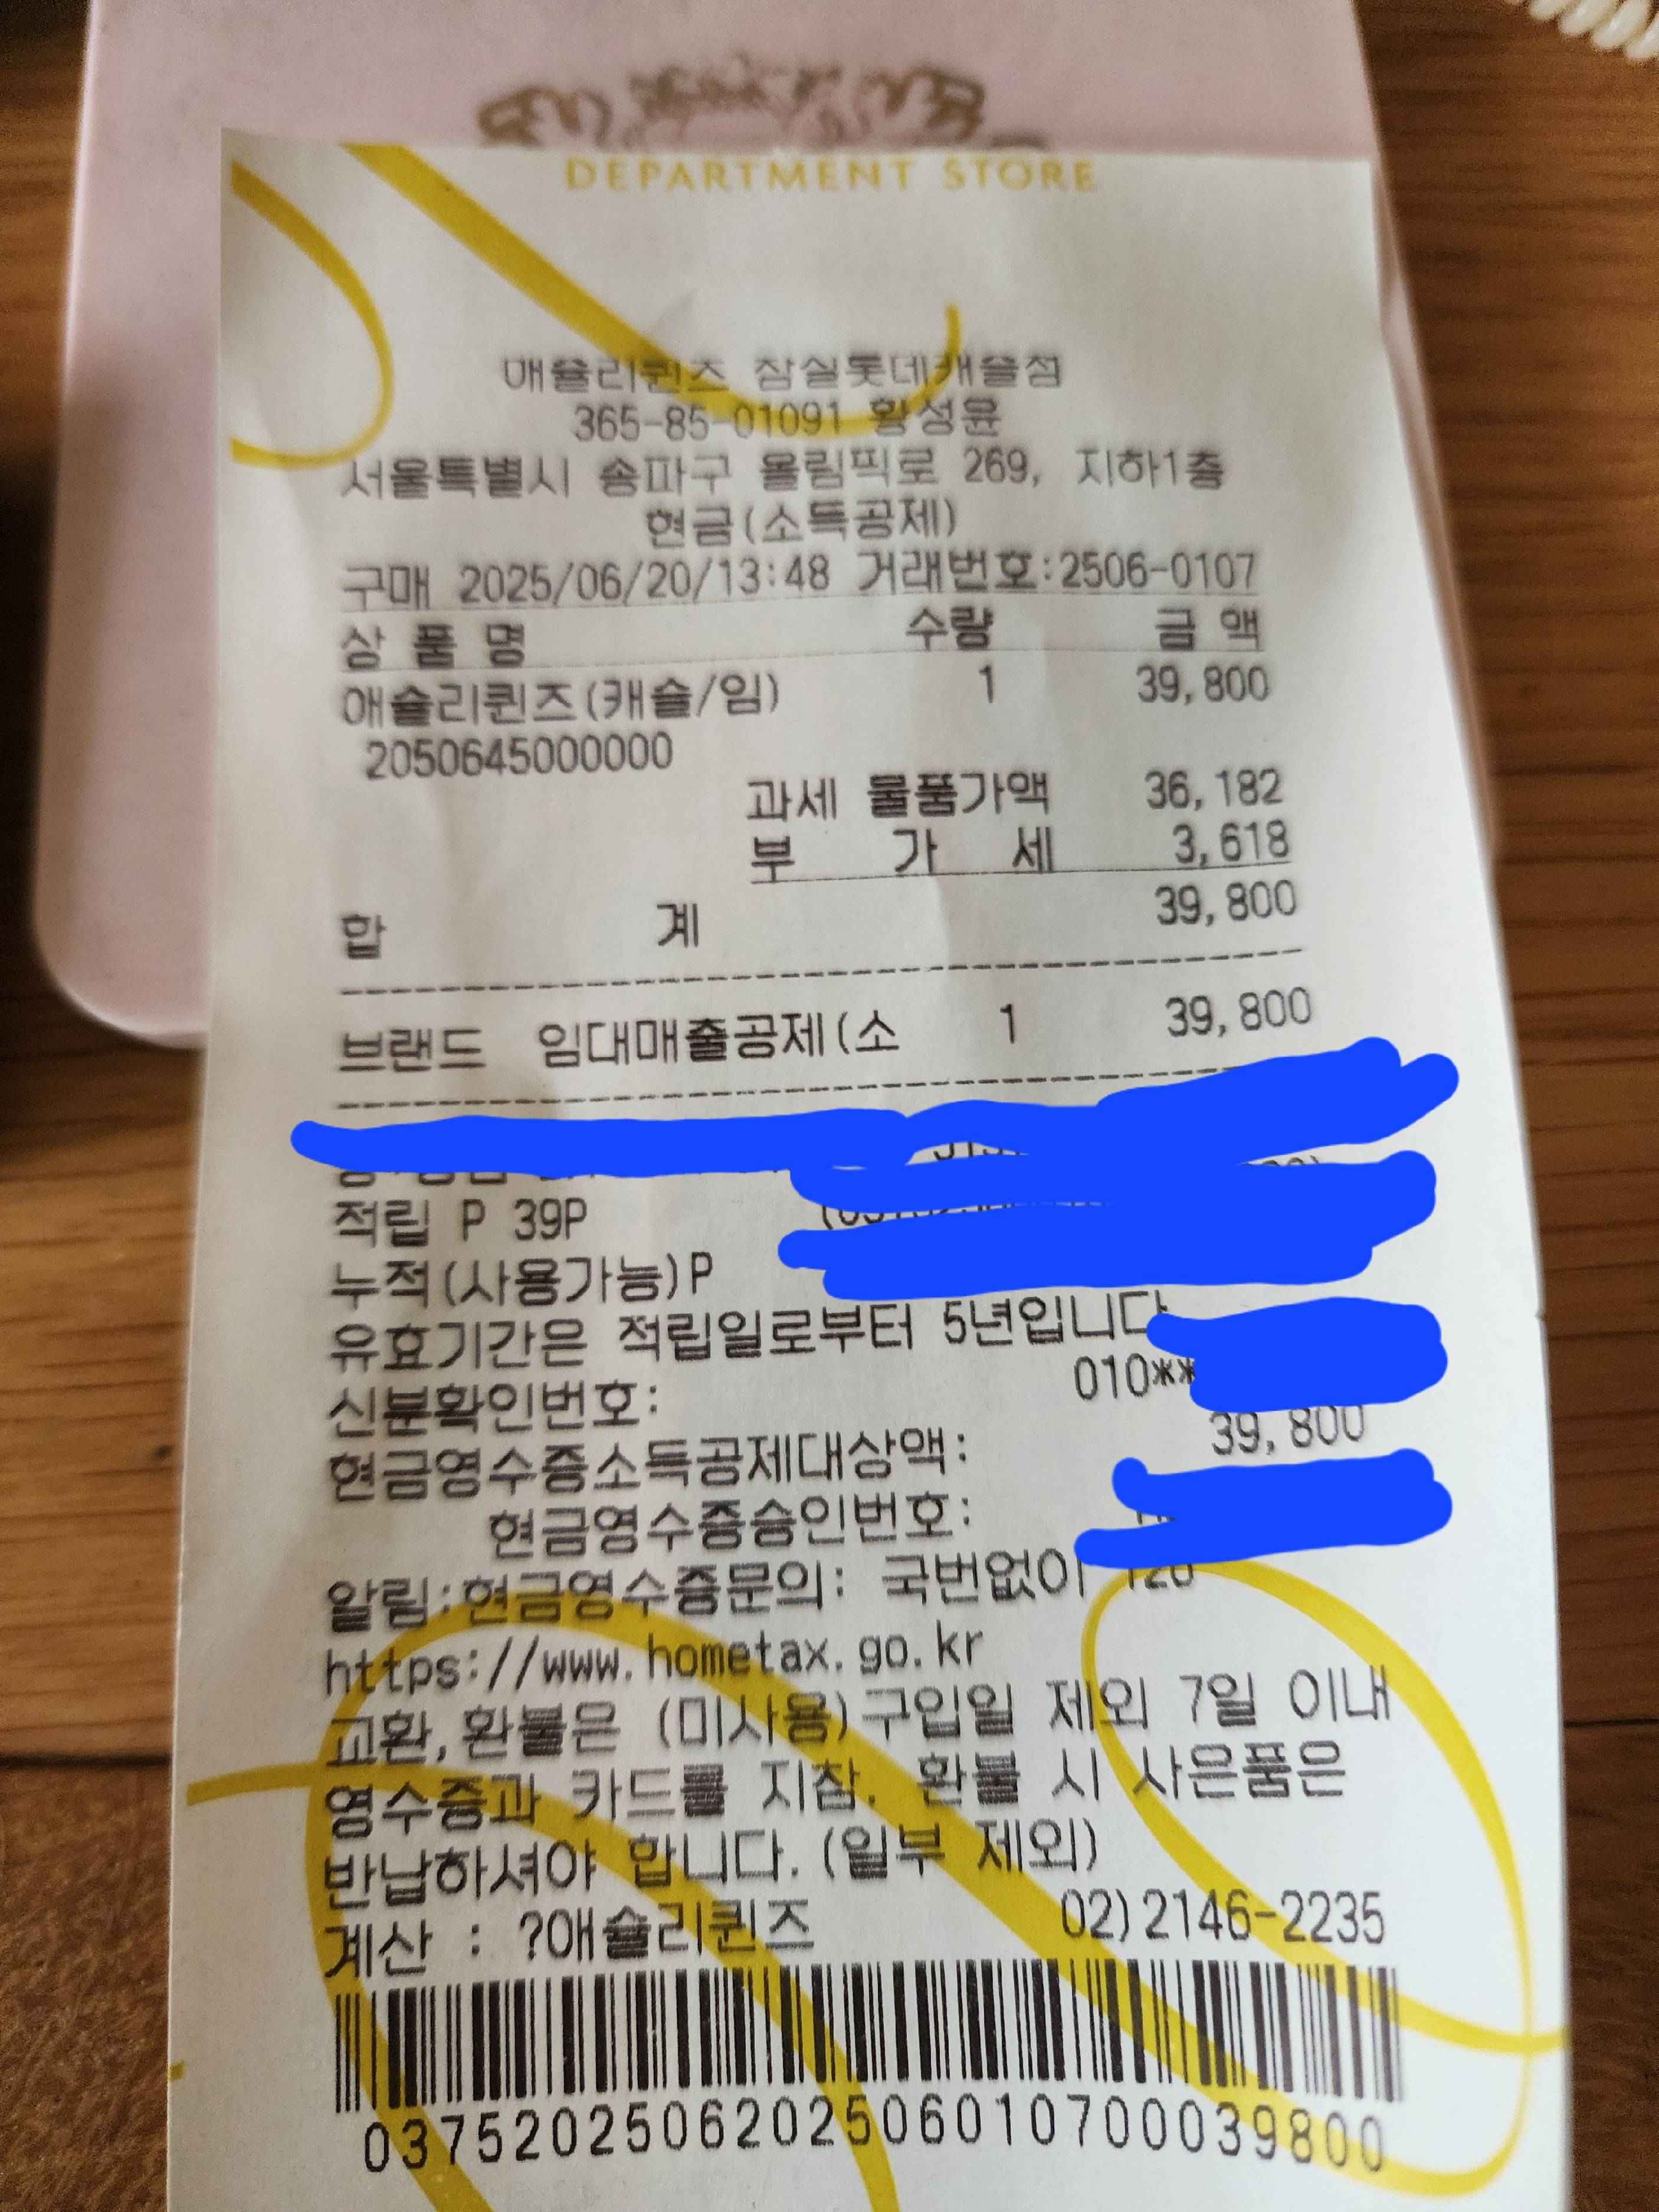 DEPARTMENT STORE
애슐리퀸즈 잠실롯데캐슬점
365-85-01091 황성윤
서울특별시 송파구 올림픽로 269, 지하1층
현금(소득공제)
구매 2025/06/20/13:48 거래번호:2506-0107
상 품 명 수량 금 액
애슐리퀸즈(캐슬/임) 1 39,800
2050645000000
과세 물품가액 36,182
부 가 세 3,618
합 계 39,800
브랜드 임대매출공제(소 1 39,800
적립 P 39P
누적(사용가능)P
유효기간은 적립일로부터 5년입니다
신분확인번호: 010**
현금영수증소득공제대상액: 39,800
현금영수증승인번호:
알림:현금영수증문의: 국번없이 126
https://www.hometax.go.kr
교환,환불은 (미사용)구입일 제외 7일 이내
영수증과 카드를 지참. 환불 시 사은품은
반납하셔야 합니다.(일부 제외)
계산 : ?애슐리퀸즈 02)2146-2235
0375202506202506010700039800